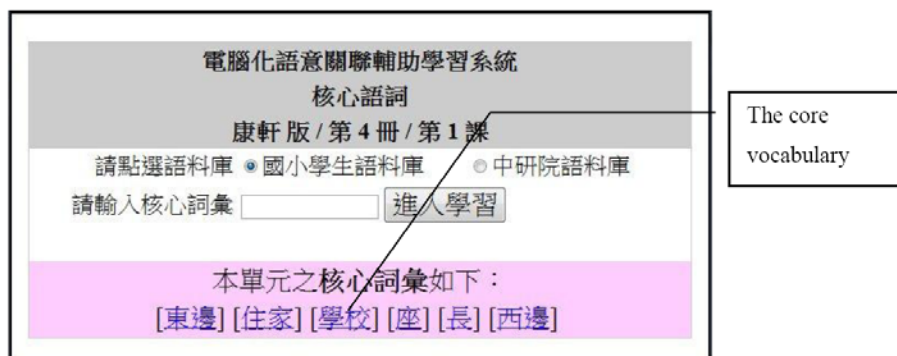 電腦化語意關聯輔助學習系統
核心語詞
康軒版/第4冊/第1課
請點選語料庫 國小學生語料庫 中研院語料庫
請輸入核心詞彙 進入學習
本單元之核心詞彙如下：
[東邊] [住家] [學校] [座] [長] [西邊]
The core
vocabulary